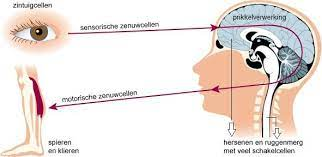 zintuigcellen
sensorische zenuwcellen
prikkelverwerking
motorische zenuwcellen
spieren
en klieren
hersenen en ruggenmerg
met veel schakelcellen